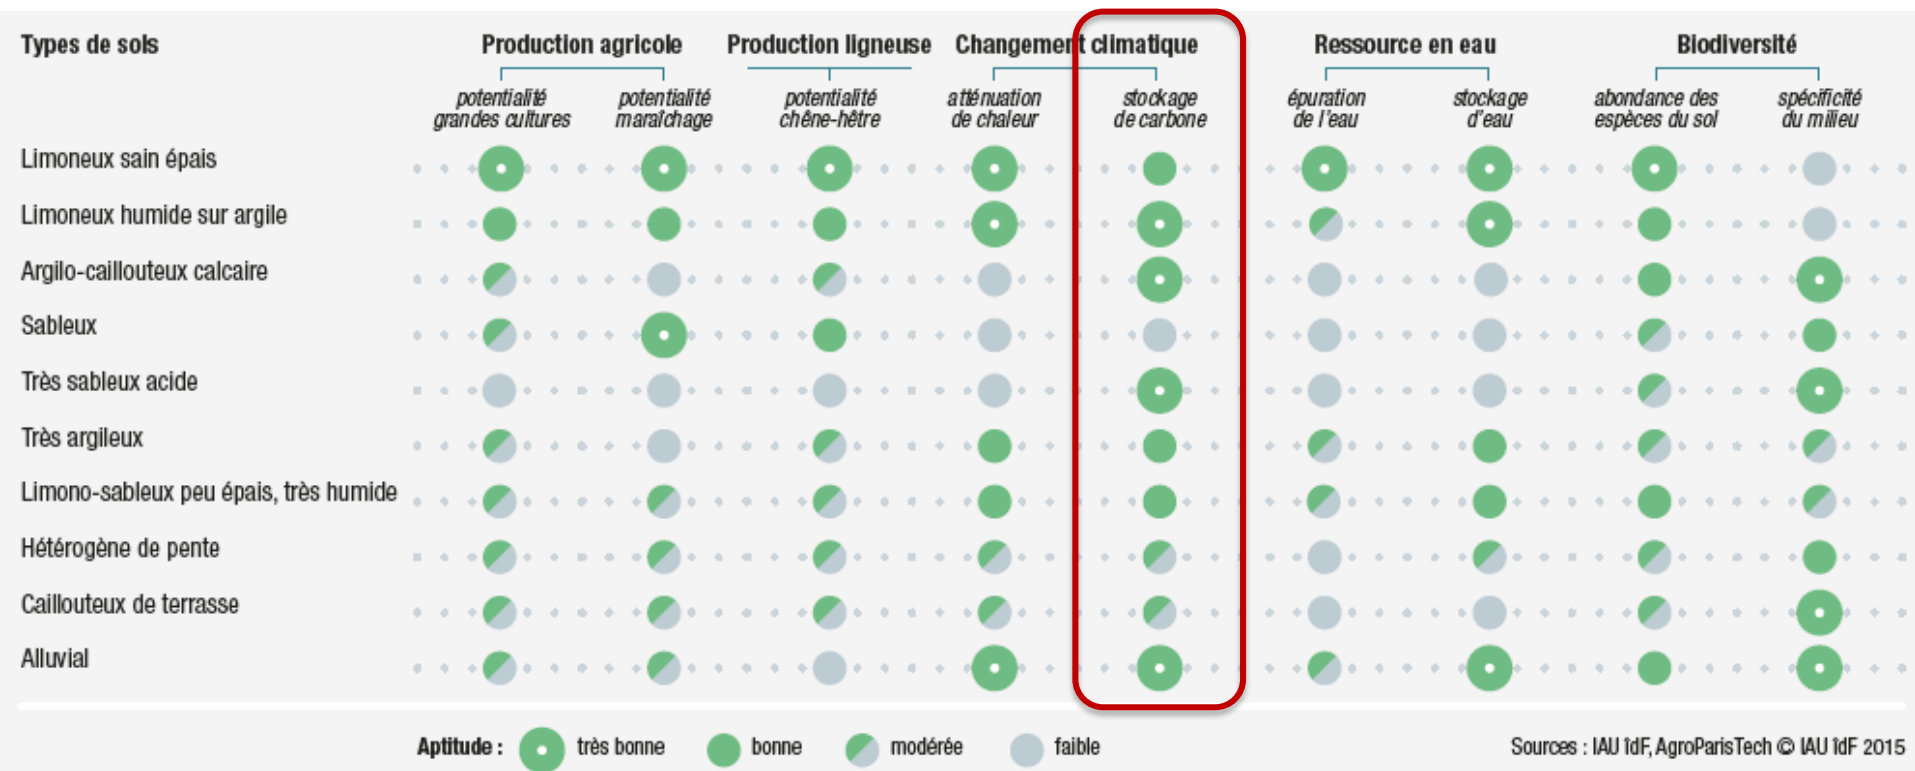 Types de sols Production agricole Production ligneuse Changement climatique Ressource en eau Biodiversité
potentialité potentialité potentialité atténuation stockage épuration stockage abondance des spécificité
grandes cultures maraîchage chêne-hêtre de chaleur de carbone de l'eau d'eau espèces du sol du milieu
Limoneux sain épais
Limoneux humide sur argile
Argilo-caillouteux calcaire
Sableux
Très sableux acide
Très argileux
Limono-sableux peu épais, très humide
Hétérogène de pente
Caillouteux de terrasse
Alluvial
Aptitude : très bonne bonne modérée faible Sources : IAU îdF, AgroParisTech © IAU îdF 2015